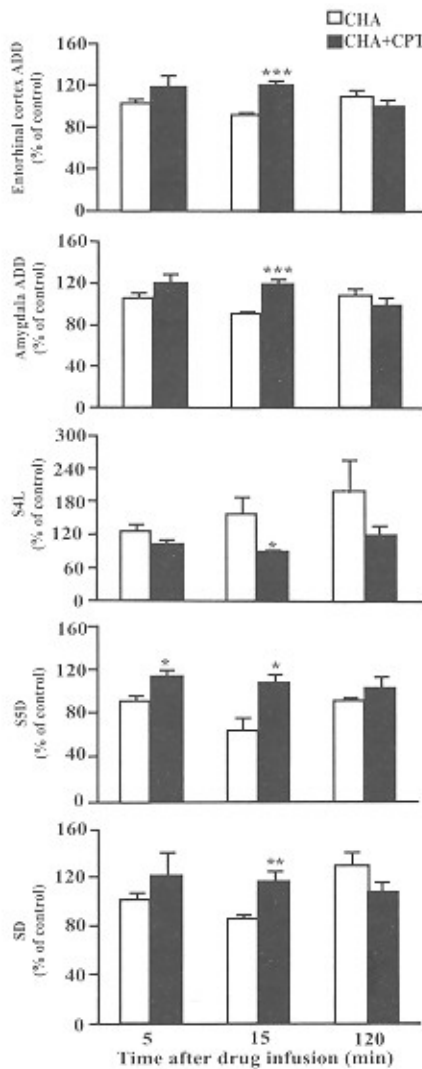 CHA
CHA+CPT
Entorhinal cortex ADD
(% of control)
160
120
80
40
0
***
Amygdala ADD
(% of control)
160
120
80
40
0
***
S4L
(% of control)
300
240
180
120
60
0
*
S5D
(% of control)
160
120
80
40
0
*
*
SD
(% of control)
160
120
80
40
0
**
5 15 120
Time after drug infusion (min)